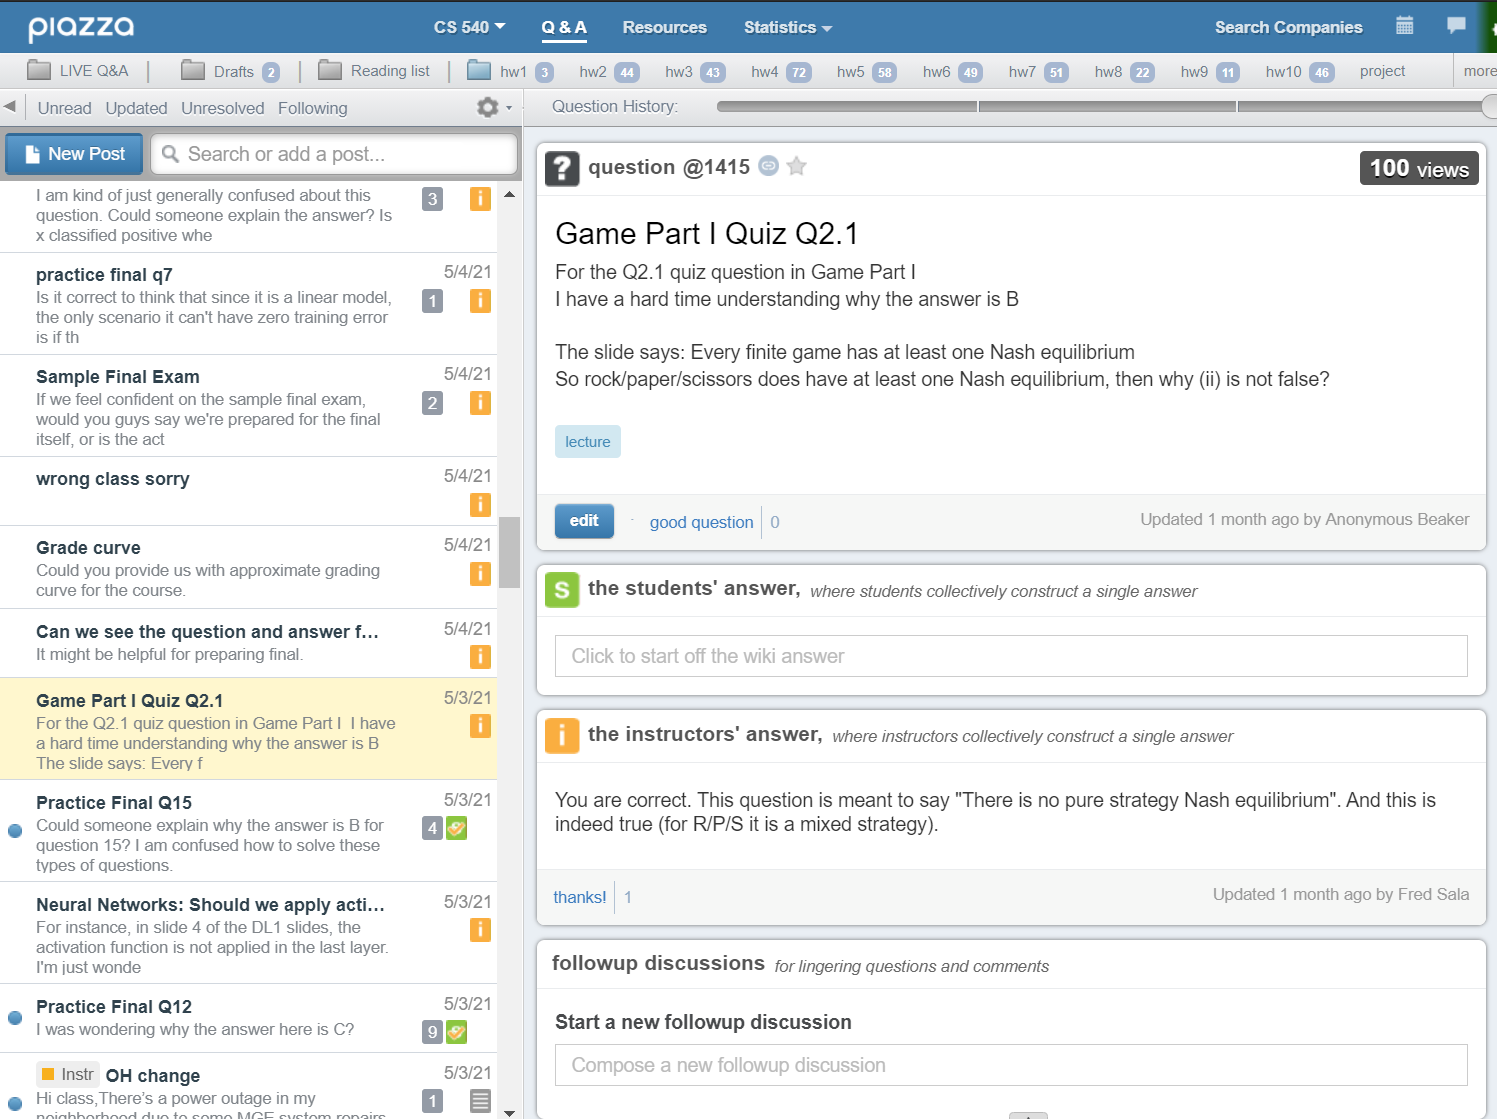 piazza
CS 540
Q & A
Resources
Statistics
Search Companies
LIVE Q&A
Drafts 2
Reading list
hw1 3
hw2 44
hw3 43
hw4 72
hw5 58
hw6 49
hw7 51
hw8 22
hw9 11
hw10 46
project
more
Unread Updated Unresolved Following
Question History:
New Post
Search or add a post...
I am kind of just generally confused about this
question. Could someone explain the answer? Is
x classified positive whe
3
i
practice final q7
5/4/21
Is it correct to think that since it is a linear model,
the only scenario it can't have zero training error
is if th
1
i
Sample Final Exam
5/4/21
If we feel confident on the sample final exam,
would you guys say we're prepared for the final
itself, or is the act
2
i
wrong class sorry
5/4/21
i
Grade curve
5/4/21
Could you provide us with approximate grading
curve for the course.
i
Can we see the question and answer f...
5/4/21
It might be helpful for preparing final.
i
Game Part I Quiz Q2.1
5/3/21
For the Q2.1 quiz question in Game Part I I have
a hard time understanding why the answer is B
The slide says: Every f
i
Practice Final Q15
5/3/21
Could someone explain why the answer is B for
question 15? I am confused how to solve these
types of questions.
4
Neural Networks: Should we apply acti...
5/3/21
For instance, in slide 4 of the DL1 slides, the
activation function is not applied in the last layer.
I'm just wonde
i
Practice Final Q12
5/3/21
I was wondering why the answer here is C?
9
Instr OH change
5/3/21
Hi class,There's a power outage in my
neighborhood due to some MGE system repairs
1
? question @1415
100 views
Game Part I Quiz Q2.1
For the Q2.1 quiz question in Game Part I
I have a hard time understanding why the answer is B
The slide says: Every finite game has at least one Nash equilibrium
So rock/paper/scissors does have at least one Nash equilibrium, then why (ii) is not false?
lecture
edit · good question 0
Updated 1 month ago by Anonymous Beaker
S the students' answer, where students collectively construct a single answer
Click to start off the wiki answer
i the instructors' answer, where instructors collectively construct a single answer
You are correct. This question is meant to say "There is no pure strategy Nash equilibrium". And this is
indeed true (for R/P/S it is a mixed strategy).
thanks! 1
Updated 1 month ago by Fred Sala
followup discussions for lingering questions and comments
Start a new followup discussion
Compose a new followup discussion